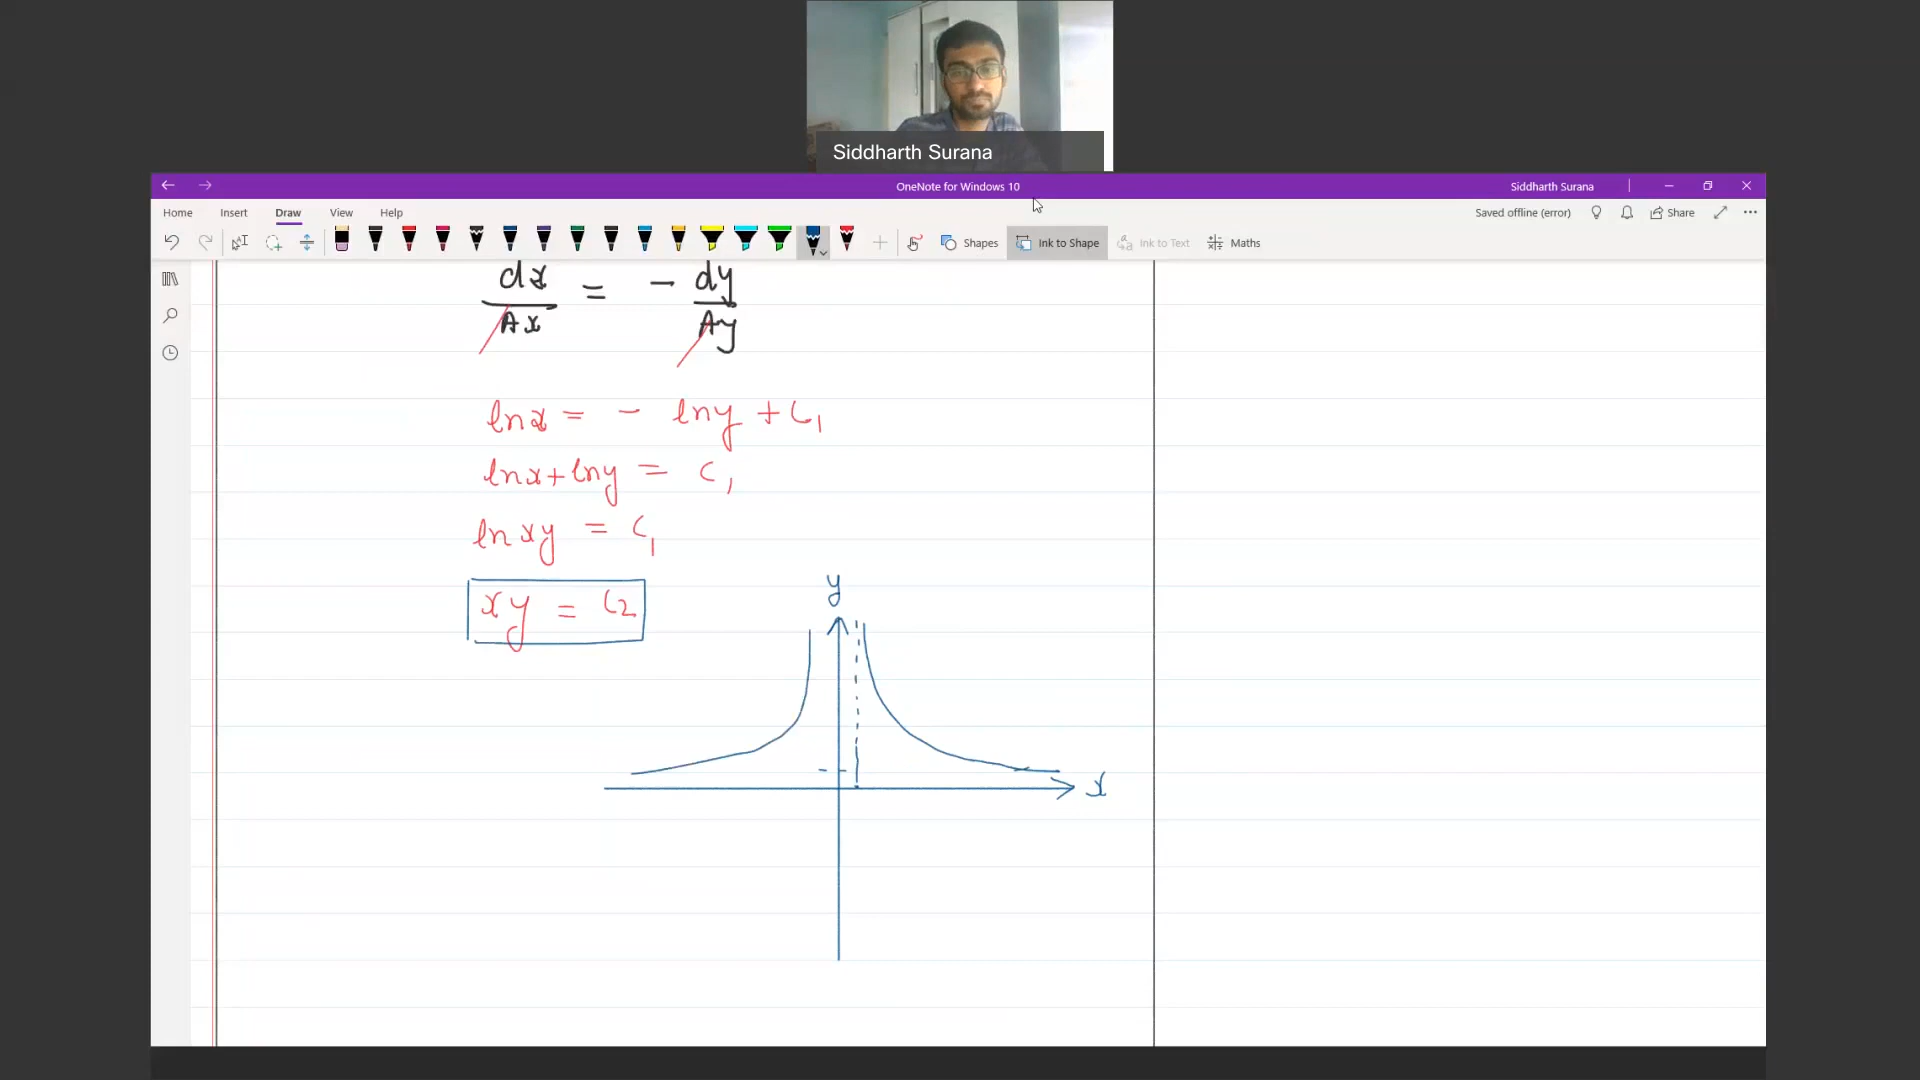 Siddharth Surana
OneNote for Windows 10
Siddharth Surana
Home Insert Draw View Help
Saved offline (error)
Share
Shapes
Ink to Shape
Ink to Text
Maths
dx/Ax = - dy/Ay
ln x = - ln y + C₁
ln x + ln y = C₁
ln xy = C₁
xy = C₂
y
x